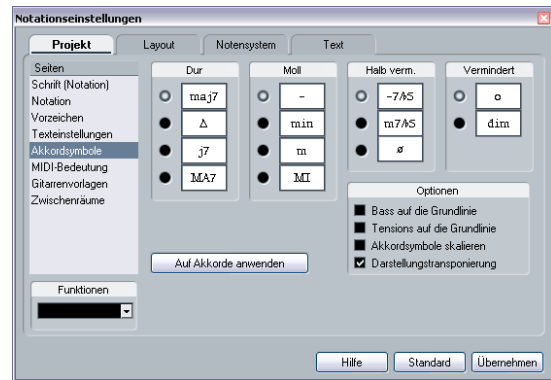 Notationseinstellungen
Projekt
Layout
Notensystem
Text
Seiten
Schrift (Notation)
Notation
Vorzeichen
Texteinstellungen
Akkordsymbole
MIDI-Bedeutung
Gitarrenvorlagen
Zwischenräume
Funktionen
Dur
maj7
Δ
j7
MA7
Moll
-
min
m
MI
Halb verm.
-7/b5
m7/b5
ø
Vermindert
o
dim
Optionen
Bass auf die Grundlinie
Tensions auf die Grundlinie
Akkordsymbole skalieren
Darstellungstransponierung
Auf Akkorde anwenden
Hilfe
Standard
Übernehmen